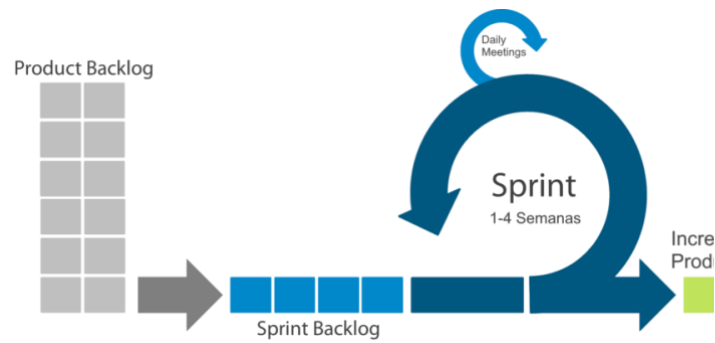 Daily
Meetings
Product Backlog
Sprint
1-4 Semanas
Sprint Backlog